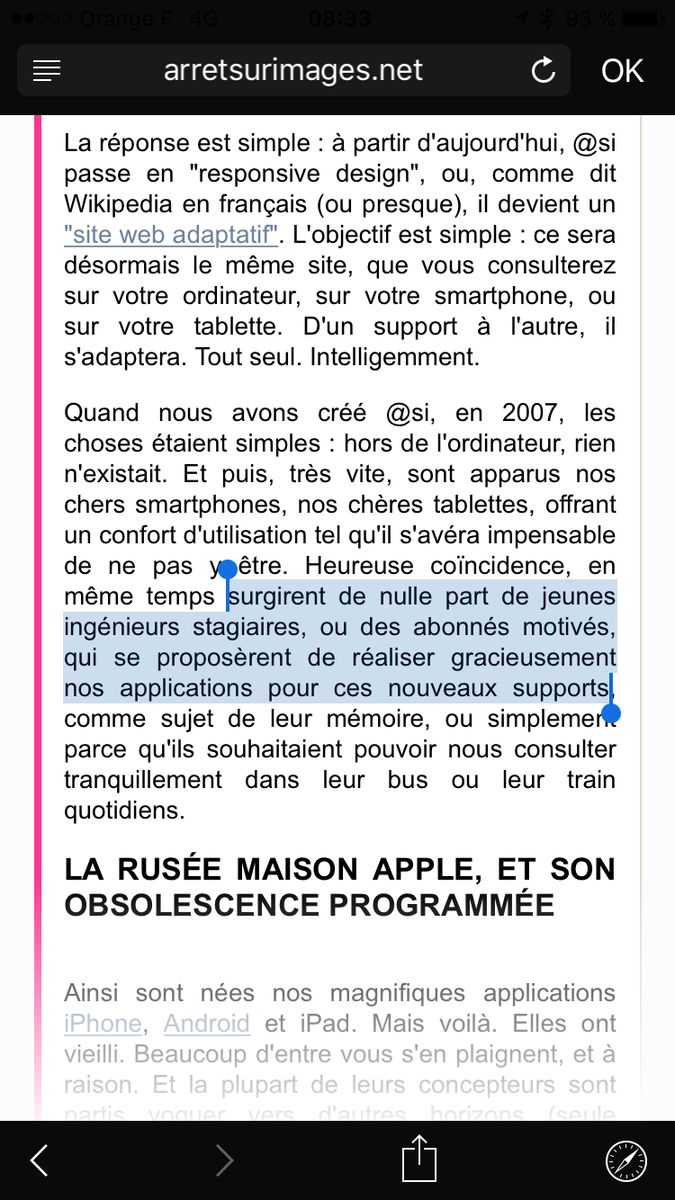 Orange F 4G 08:33 93 %
arretsurimages.net OK
La réponse est simple : à partir d'aujourd'hui, @si
passe en "responsive design", ou, comme dit
Wikipedia en français (ou presque), il devient un
"site web adaptatif". L'objectif est simple : ce sera
désormais le même site, que vous consulterez
sur votre ordinateur, sur votre smartphone, ou
sur votre tablette. D'un support à l'autre, il
s'adaptera. Tout seul. Intelligemment.
Quand nous avons créé @si, en 2007, les
choses étaient simples : hors de l'ordinateur, rien
n'existait. Et puis, très vite, sont apparus nos
chers smartphones, nos chères tablettes, offrant
un confort d'utilisation tel qu'il s'avéra impensable
de ne pas y être. Heureuse coïncidence, en
même temps surgirent de nulle part de jeunes
ingénieurs stagiaires, ou des abonnés motivés,
qui se proposèrent de réaliser gracieusement
nos applications pour ces nouveaux supports,
comme sujet de leur mémoire, ou simplement
parce qu'ils souhaitaient pouvoir nous consulter
tranquillement dans leur bus ou leur train
quotidiens.
LA RUSÉE MAISON APPLE, ET SON
OBSOLESCENCE PROGRAMMÉE
Ainsi sont nées nos magnifiques applications
iPhone, Android et iPad. Mais voilà. Elles ont
vieilli. Beaucoup d'entre vous s'en plaignent, et à
raison. Et la plupart de leurs concepteurs sont
partis voguer vers d'autres horizons (seule